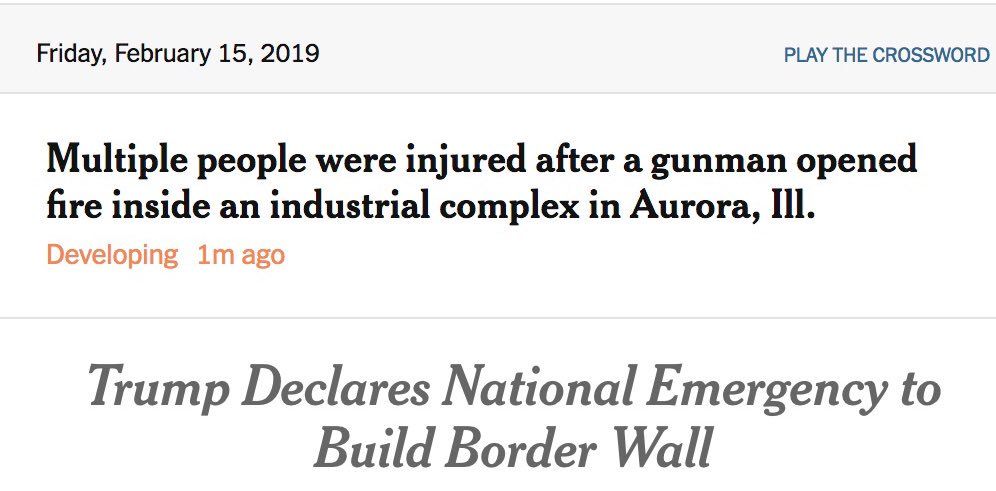 Friday, February 15, 2019
PLAY THE CROSSWORD
Multiple people were injured after a gunman opened
fire inside an industrial complex in Aurora, Ill.
Developing 1m ago
Trump Declares National Emergency to
Build Border Wall